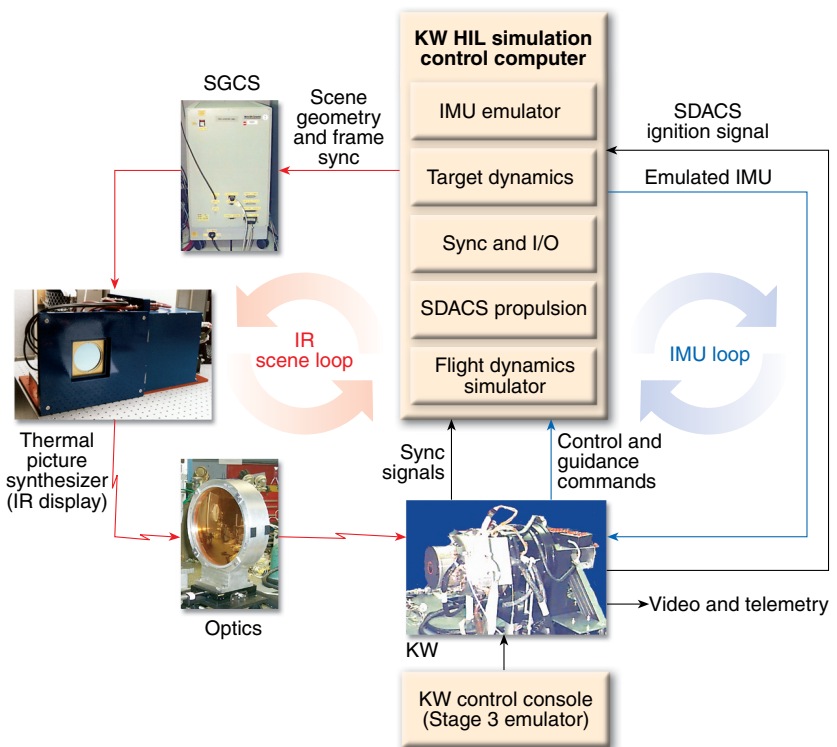 KW HIL simulation
control computer
IMU emulator
Target dynamics
Sync and I/O
SDACS propulsion
Flight dynamics
simulator
SGCS
Scene
geometry
and frame
sync
SDACS
ignition signal
Emulated IMU
IR
scene loop
IMU loop
Thermal
picture
synthesizer
(IR display)
Sync
signals
Control and
guidance
commands
Optics
KW
Video and telemetry
KW control console
(Stage 3 emulator)